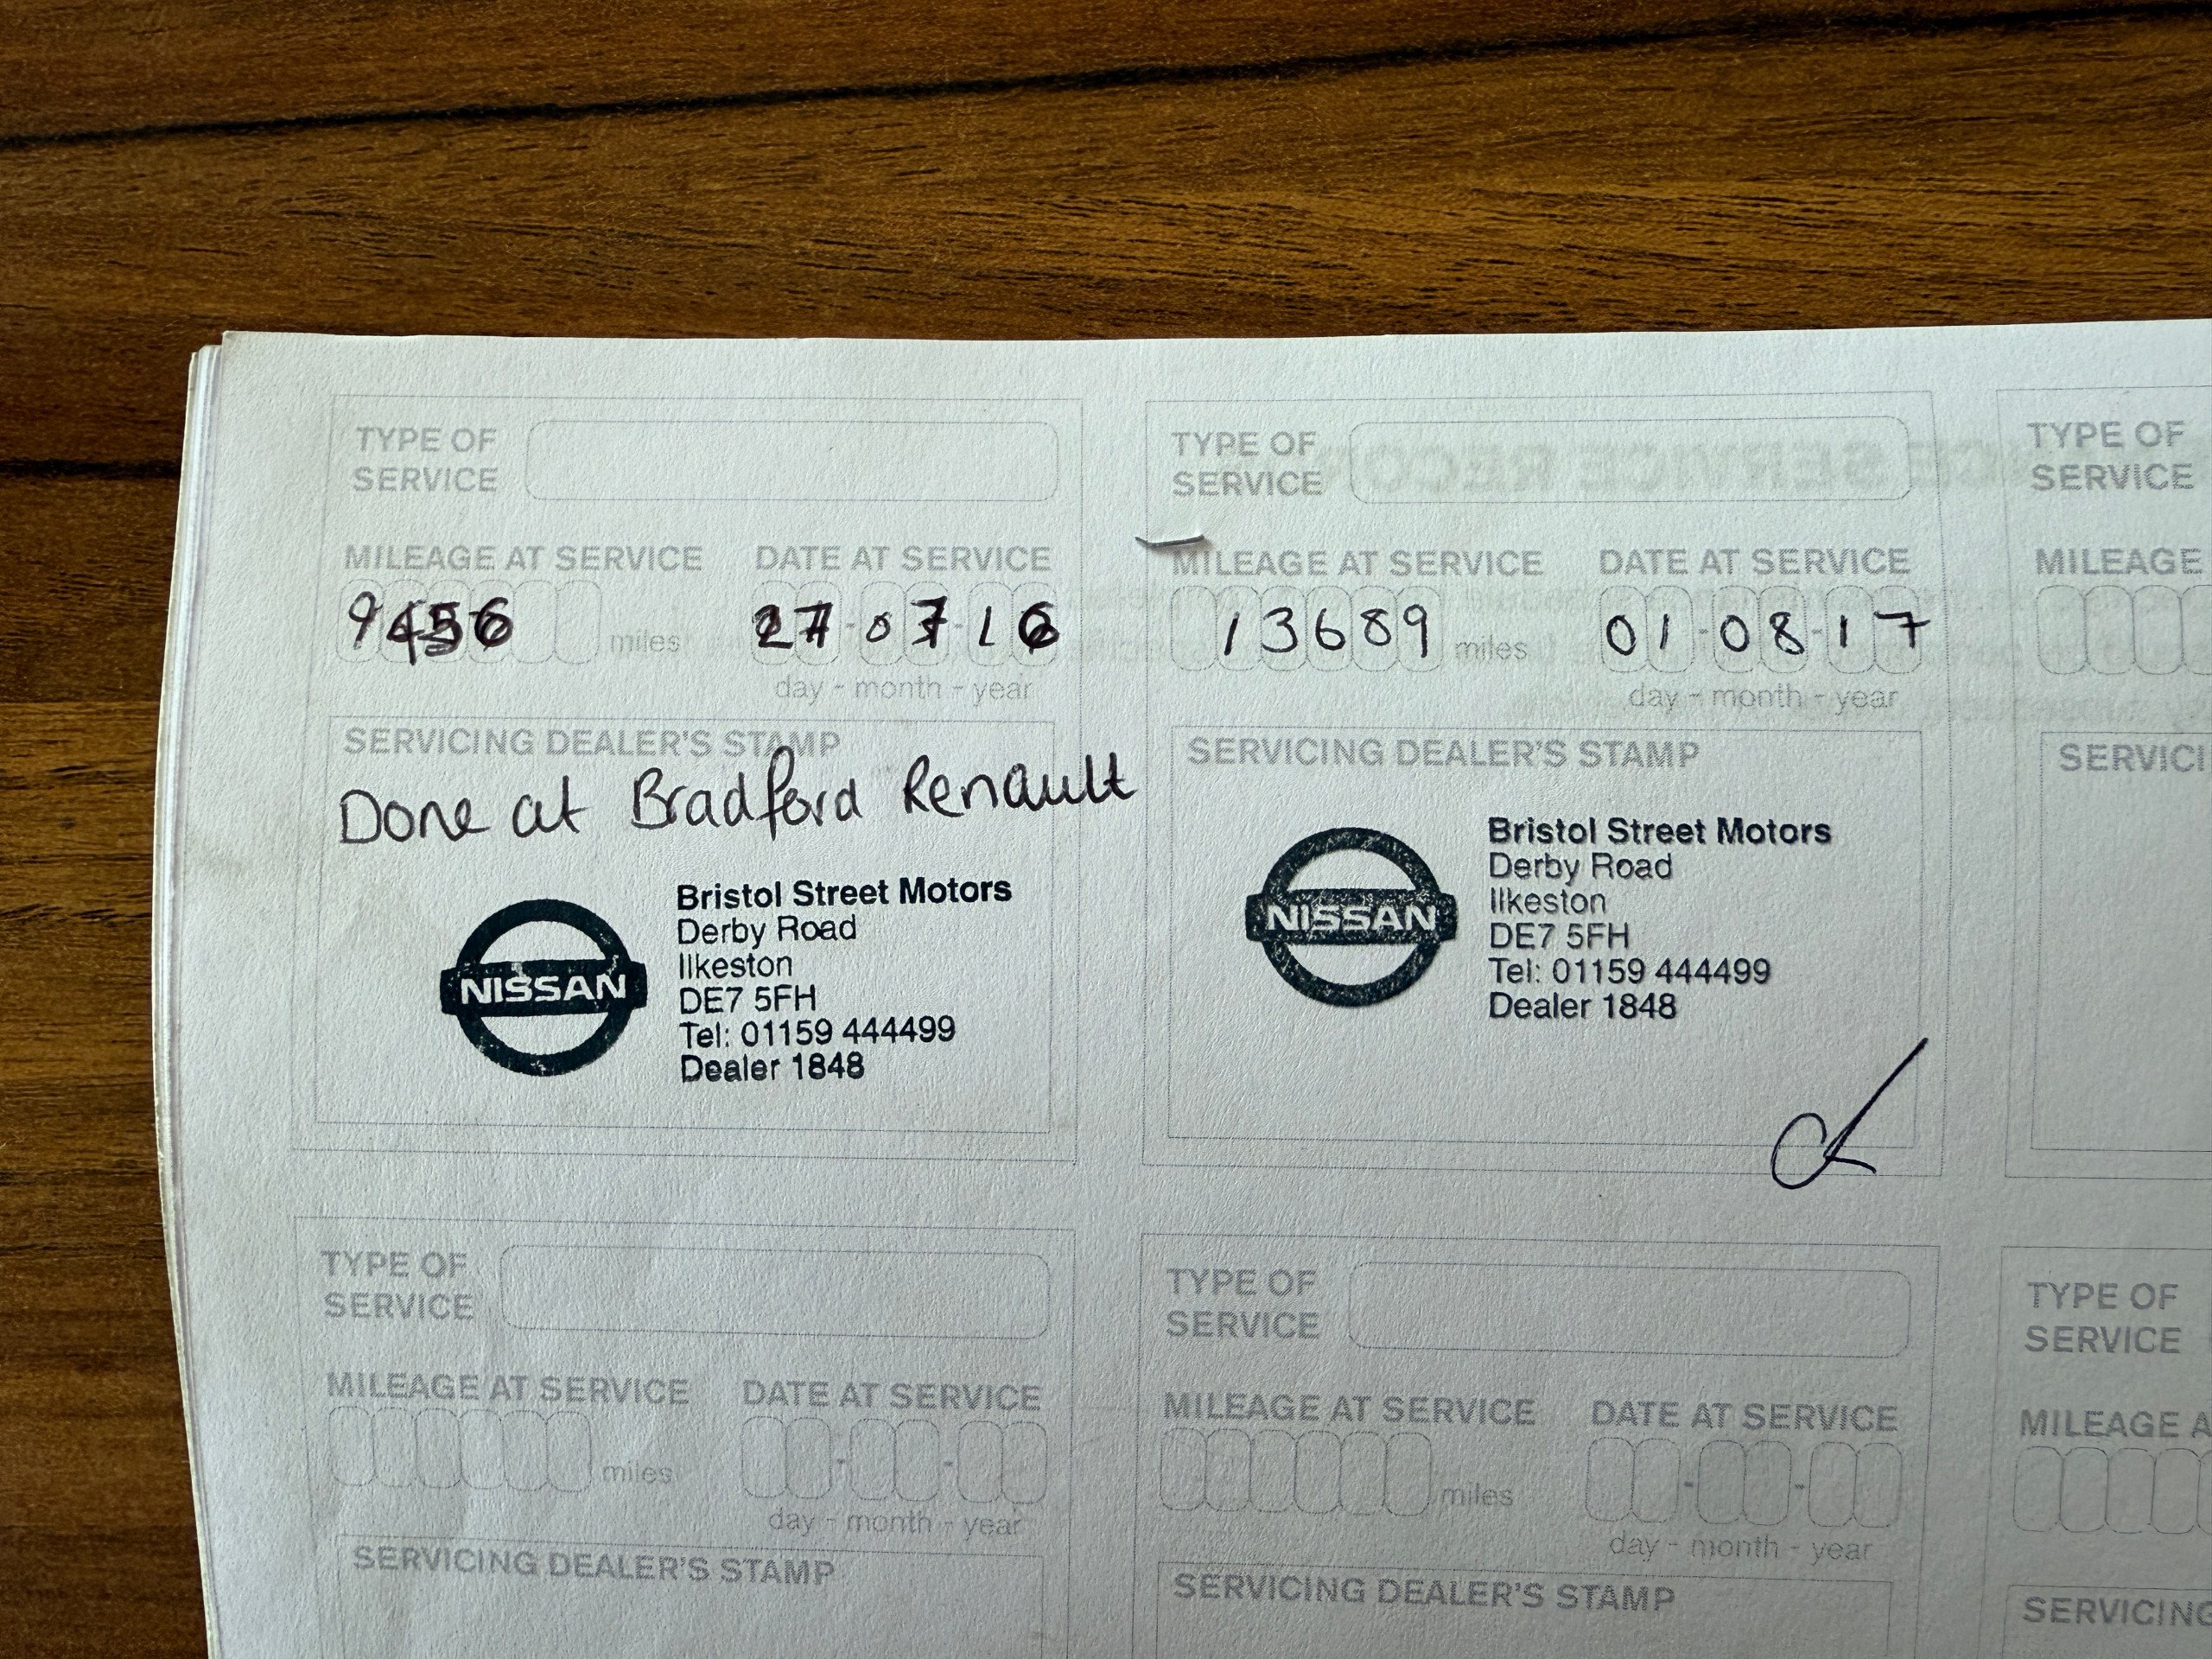 TYPE OF
SERVICE
MILEAGE AT SERVICE
9456 miles
DATE AT SERVICE
27-07-16
day - month - year
SERVICING DEALER'S STAMP
Done at Bradford Renault
NISSAN
Bristol Street Motors
Derby Road
Ilkeston
DE7 5FH
Tel: 01159 444499
Dealer 1848
TYPE OF
SERVICE
MILEAGE AT SERVICE
13689 miles
DATE AT SERVICE
01-08-17
day - month - year
SERVICING DEALER'S STAMP
NISSAN
Bristol Street Motors
Derby Road
Ilkeston
DE7 5FH
Tel: 01159 444499
Dealer 1848
TYPE OF
SERVICE
MILEAGE
SERVICI
TYPE OF
SERVICE
MILEAGE AT SERVICE
miles
DATE AT SERVICE
day - month - year
SERVICING DEALER'S STAMP
TYPE OF
SERVICE
MILEAGE AT SERVICE
miles
DATE AT SERVICE
day - month - year
SERVICING DEALER'S STAMP
TYPE OF
SERVICE
MILEAGE A
SERVICING